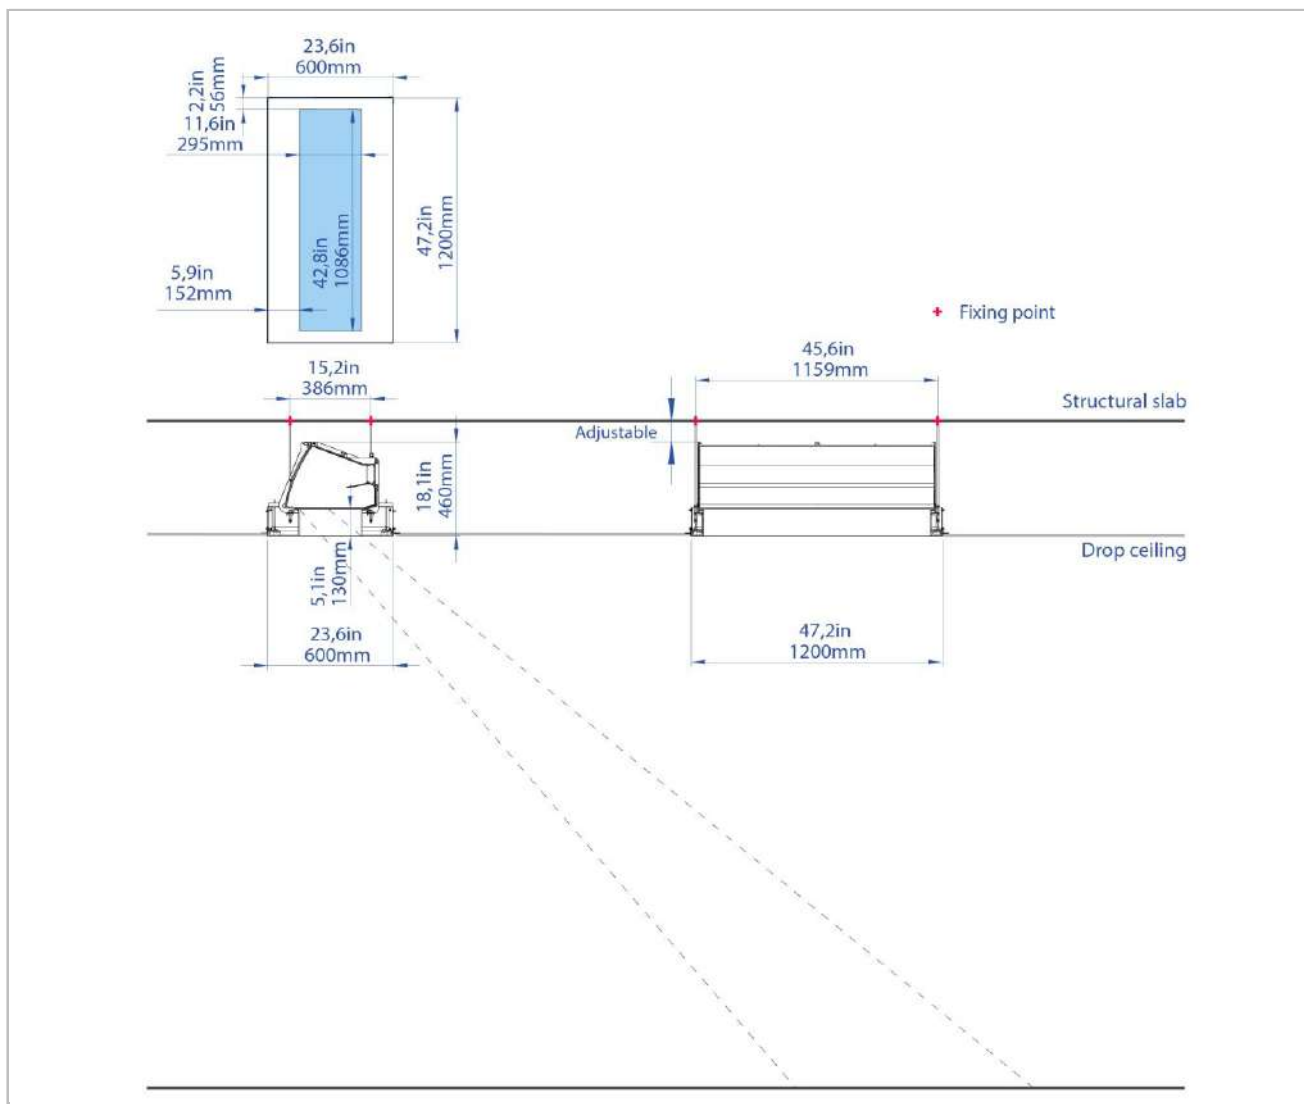 23,6in
600mm
2,2in
56mm
11,6in
295mm
42,8in
1086mm
47,2in
1200mm
5,9in
152mm
Fixing point
15,2in
386mm
45,6in
1159mm
Structural slab
Adjustable
18,1in
460mm
Drop ceiling
5,1in
130mm
23,6in
600mm
47,2in
1200mm